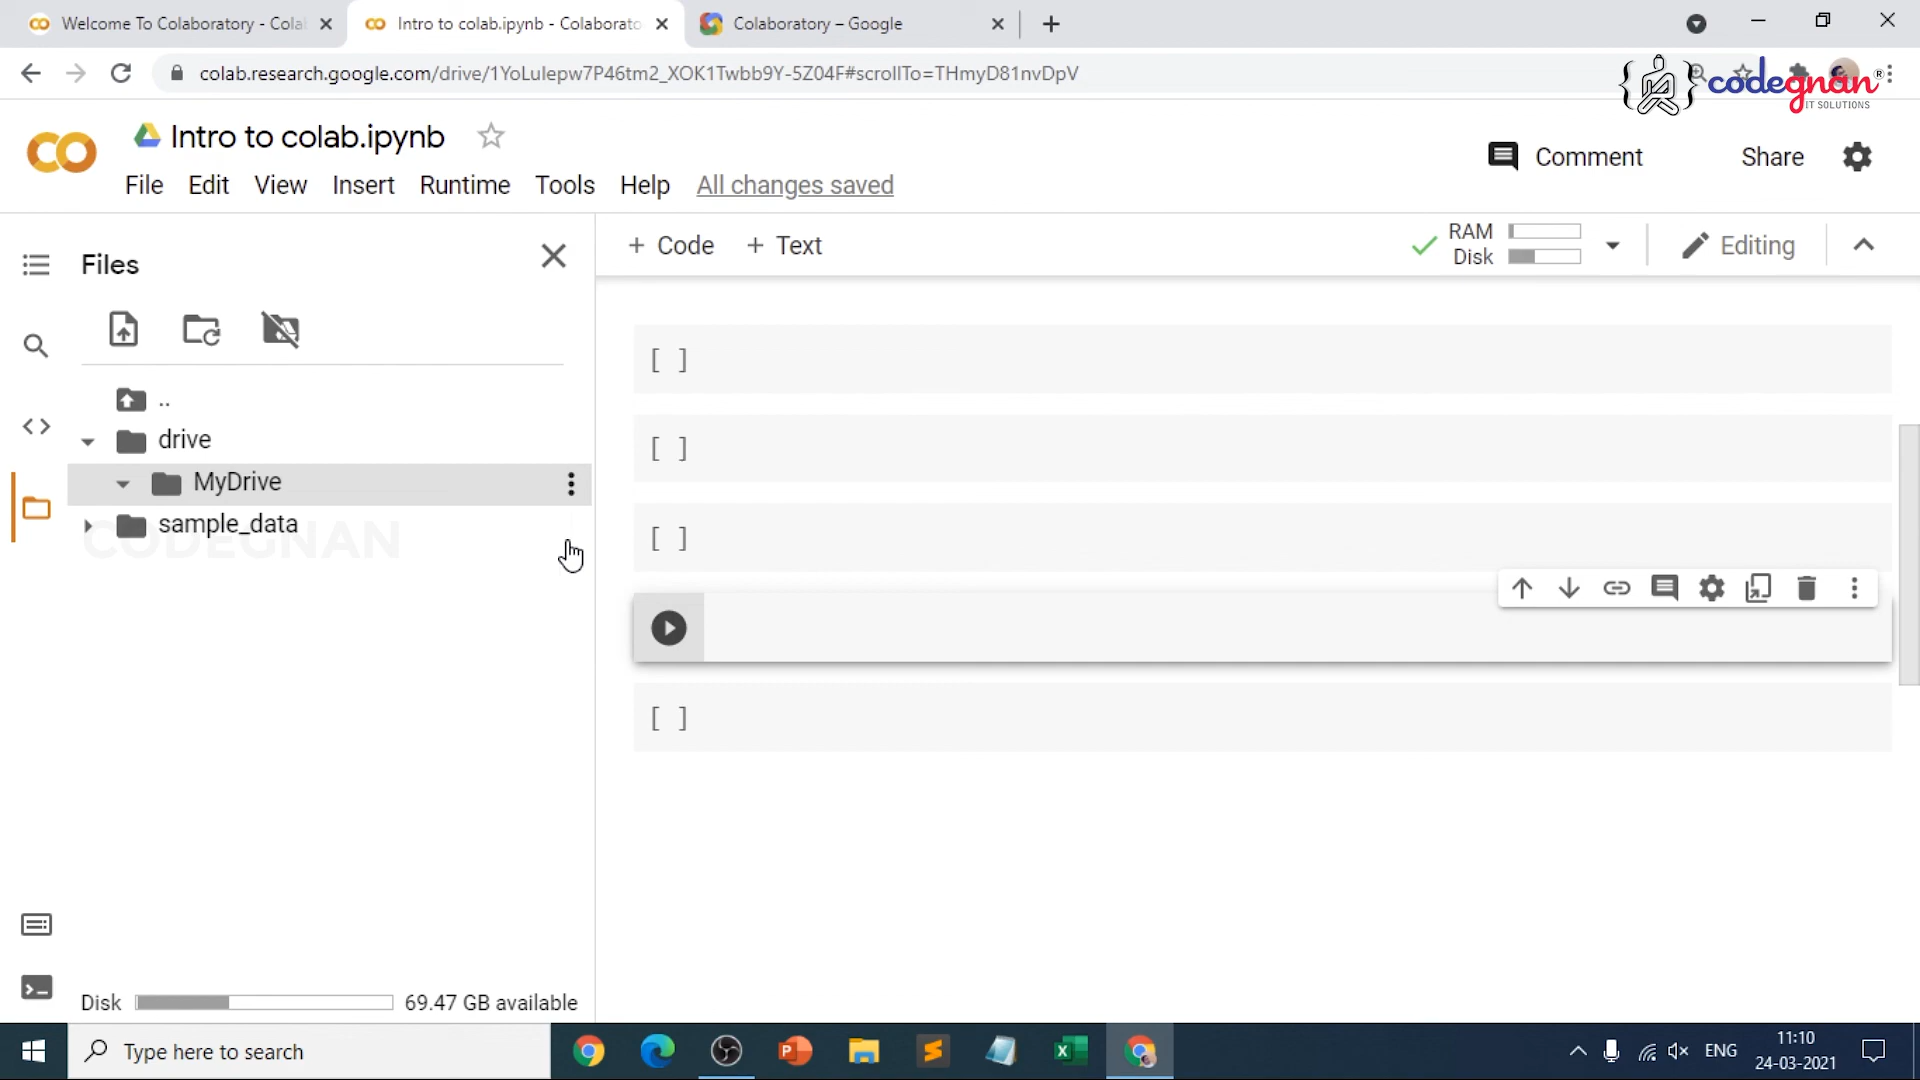 Welcome To Colaboratory - Cola
Intro to colab.ipynb - Colaborato
Colaboratory – Google
colab.research.google.com/drive/1YoLulepw7P46tm2_XOK1Twbb9Y-5Z04F#scrollTo=THmyD81nvDpV
codegnan®
IT SOLUTIONS
Intro to colab.ipynb
Comment
Share
File Edit View Insert Runtime Tools Help All changes saved
Files
+ Code + Text
RAM
Disk
Editing
..
drive
MyDrive
sample_data
CODEGNAN
[ ]
[ ]
[ ]
[ ]
Disk 69.47 GB available
Type here to search
ENG
11:10
24-03-2021